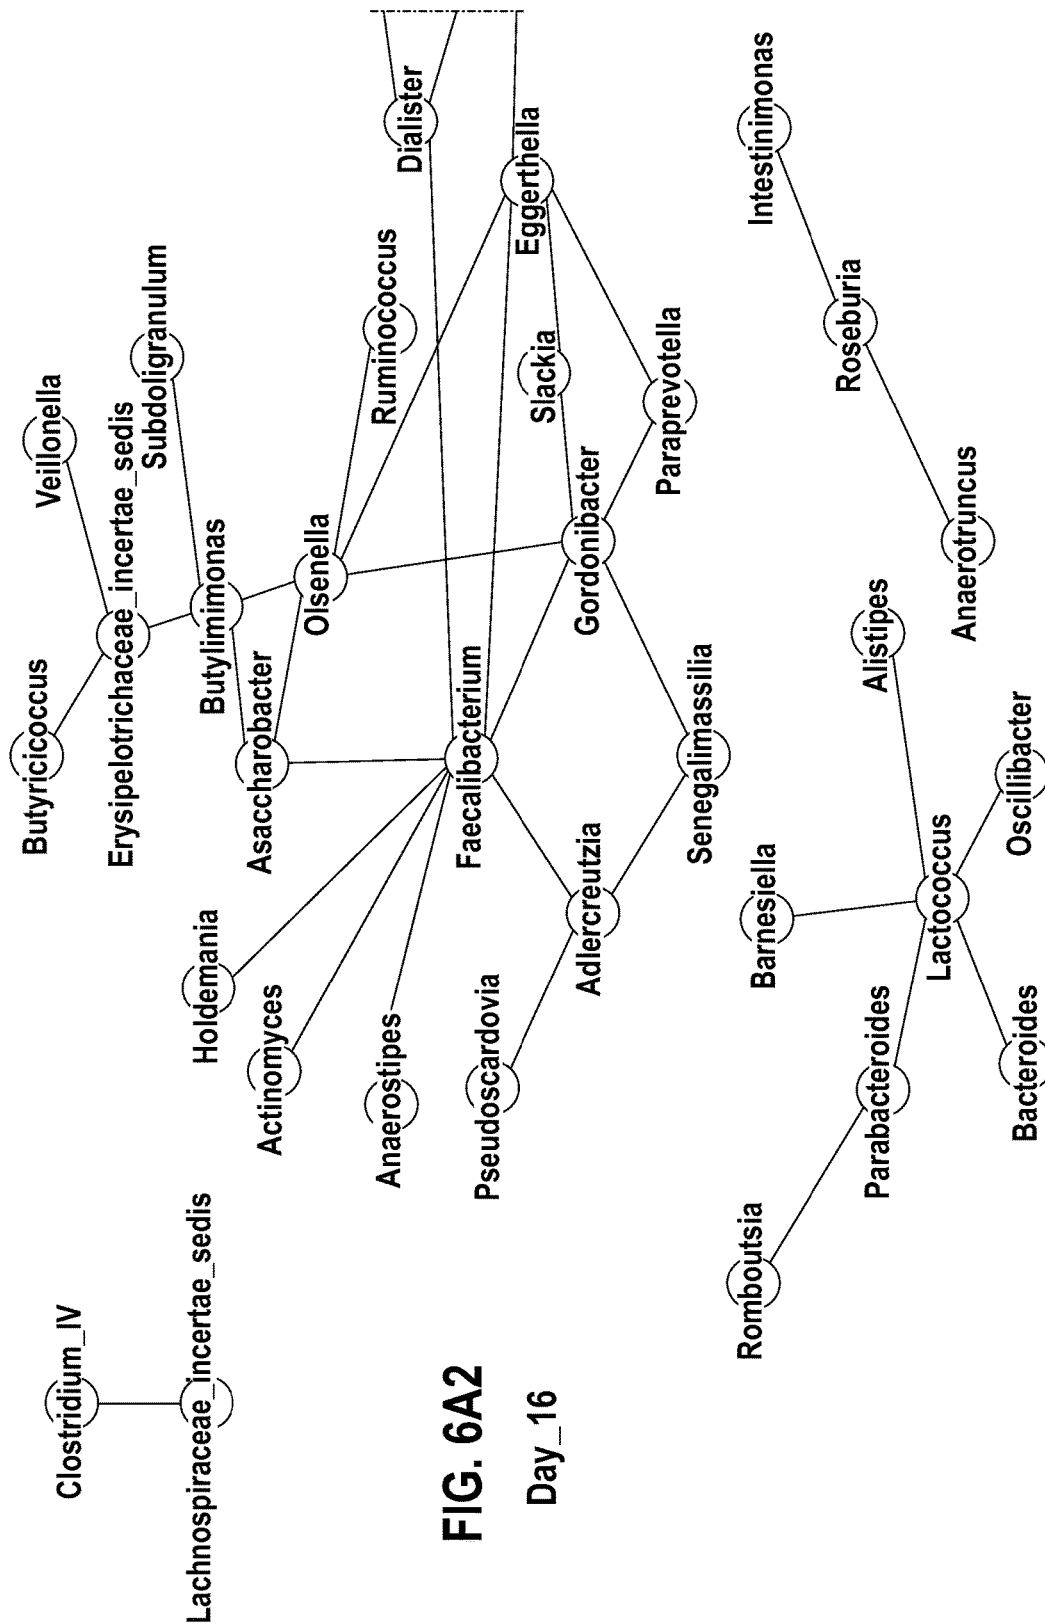 Clostridium_IV
Lachnospiraceae_incertae_sedis
FIG. 6A2
Day_16
Butyricicoccus
Veillonella
Erysipelotrichaceae_incertae_sedis
Subdoligranulum
Butylimimonas
Asaccharobacter
Olsenella
Ruminococcus
Dialister
Holdemania
Actinomyces
Anaerostipes
Faecalibacterium
Eggerthella
Slackia
Pseudoscardovia
Adlercreutzia
Gordonibacter
Paraprevotella
Senegalimassilia
Romboutsia
Barnesiella
Intestinimonas
Parabacteroides
Alistipes
Roseburia
Lactococcus
Anaerotruncus
Bacteroides
Oscillibacter